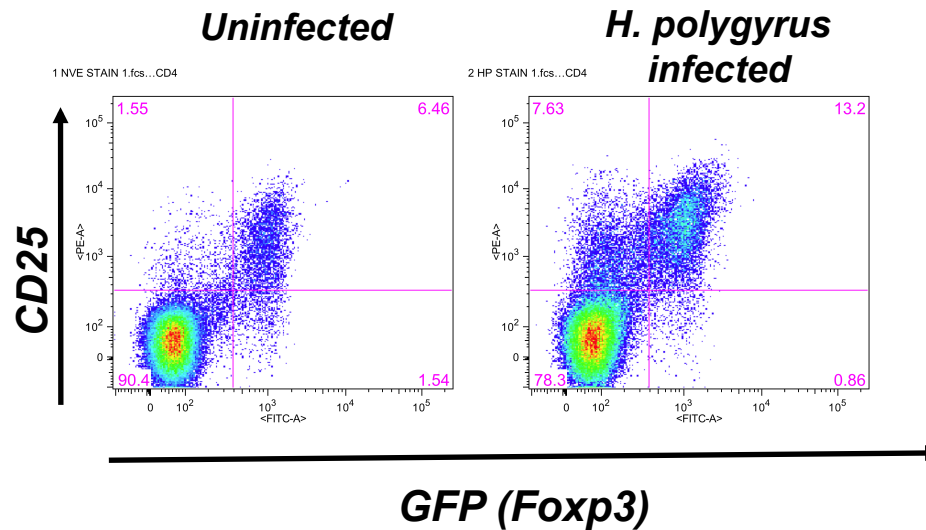 Uninfected
H. polygyrus
infected
1 NVE STAIN 1.fcs...CD4
2 HP STAIN 1.fcs...CD4
CD25
1.55
6.46
90.4
1.54
10⁵
10⁴
10³
10²
0
<PE-A>
0
10²
10³
10⁴
10⁵
<FITC-A>
7.63
13.2
78.3
0.86
10⁵
10⁴
10³
10²
0
<PE-A>
0
10²
10³
10⁴
10⁵
<FITC-A>
GFP (Foxp3)